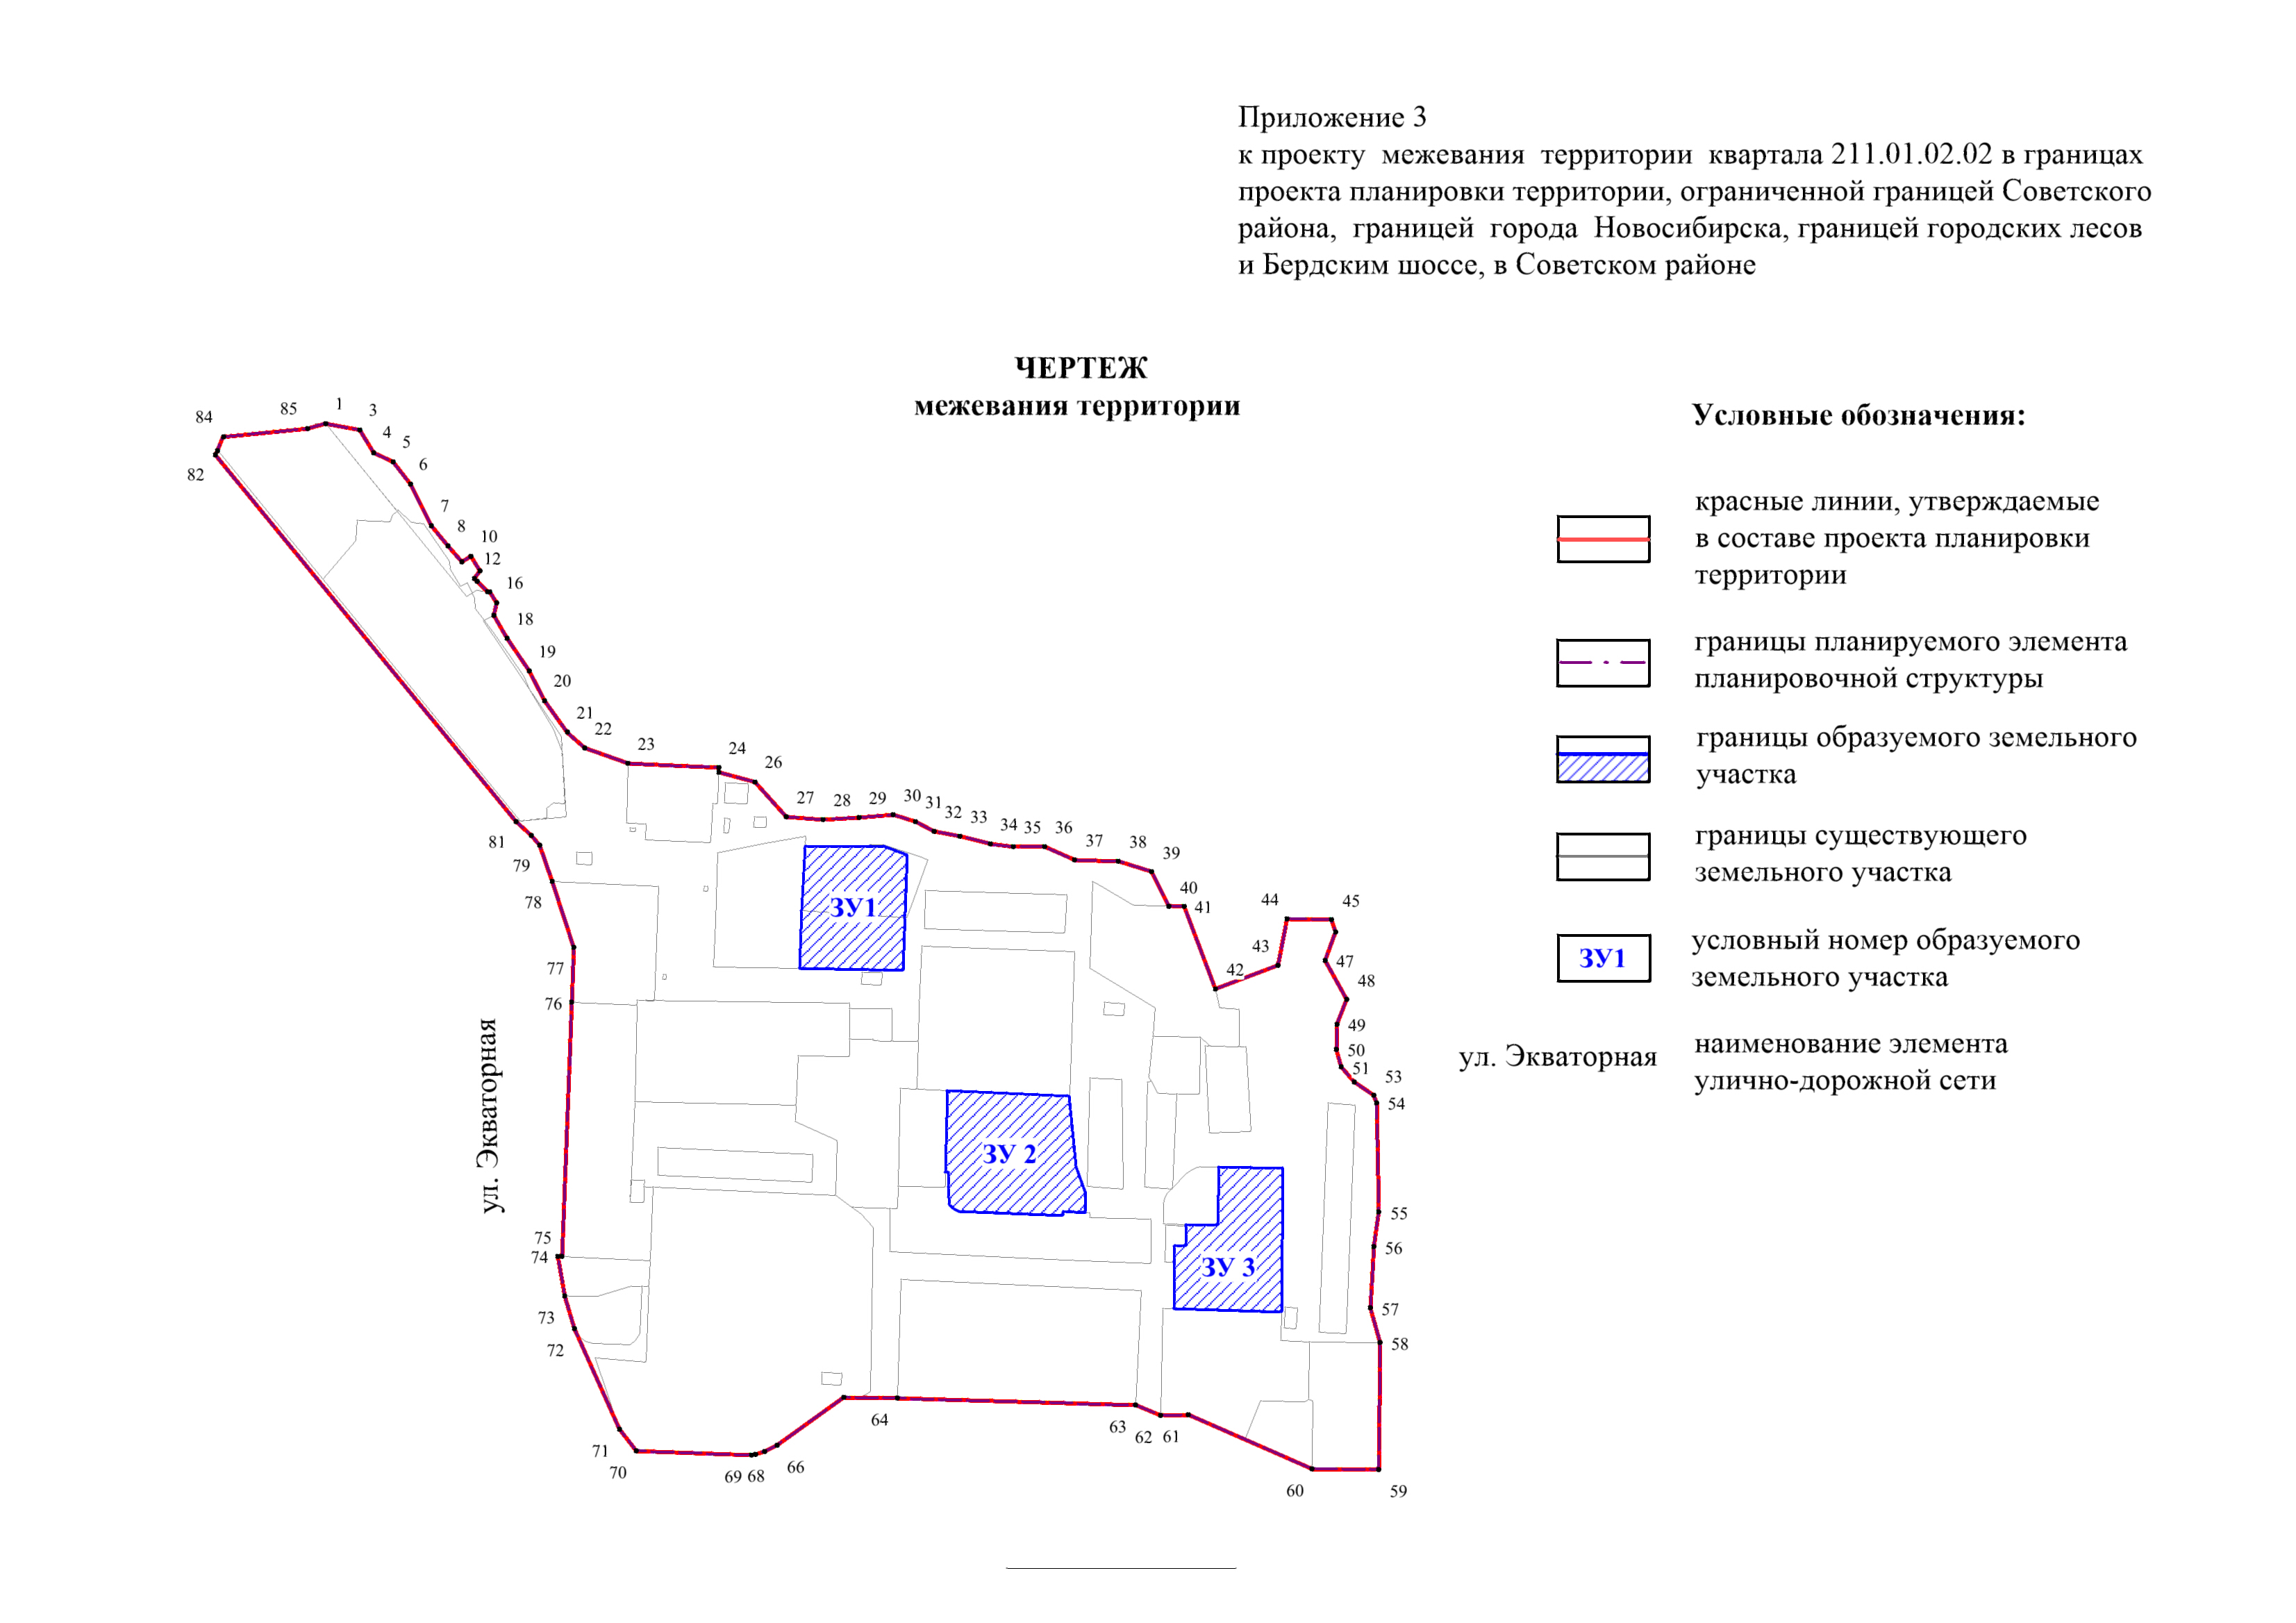 Приложение 3
к проекту межевания территории квартала 211.01.02.02 в границах
проекта планировки территории, ограниченной границей Советского
района, границей города Новосибирска, границей городских лесов
и Бердским шоссе, в Советском районе
ЧЕРТЕЖ
межевания территории
Условные обозначения:
красные линии, утверждаемые
в составе проекта планировки
территории
границы планируемого элемента
планировочной структуры
границы образуемого земельного
участка
границы существующего
земельного участка
ЗУ1
условный номер образуемого
земельного участка
ул. Экваторная
наименование элемента
улично-дорожной сети
84
85
1
3
4
5
6
82
7
8
10
12
16
18
19
20
21
22
23
24
26
27
28
29
30
31
32
33
34
35
36
37
38
39
40
41
42
43
44
45
47
48
49
50
51
53
54
55
56
57
58
59
60
61
62
63
64
66
68
69
70
71
72
73
74
75
76
77
78
79
81
ЗУ1
ЗУ 2
ЗУ 3
ул. Экваторная